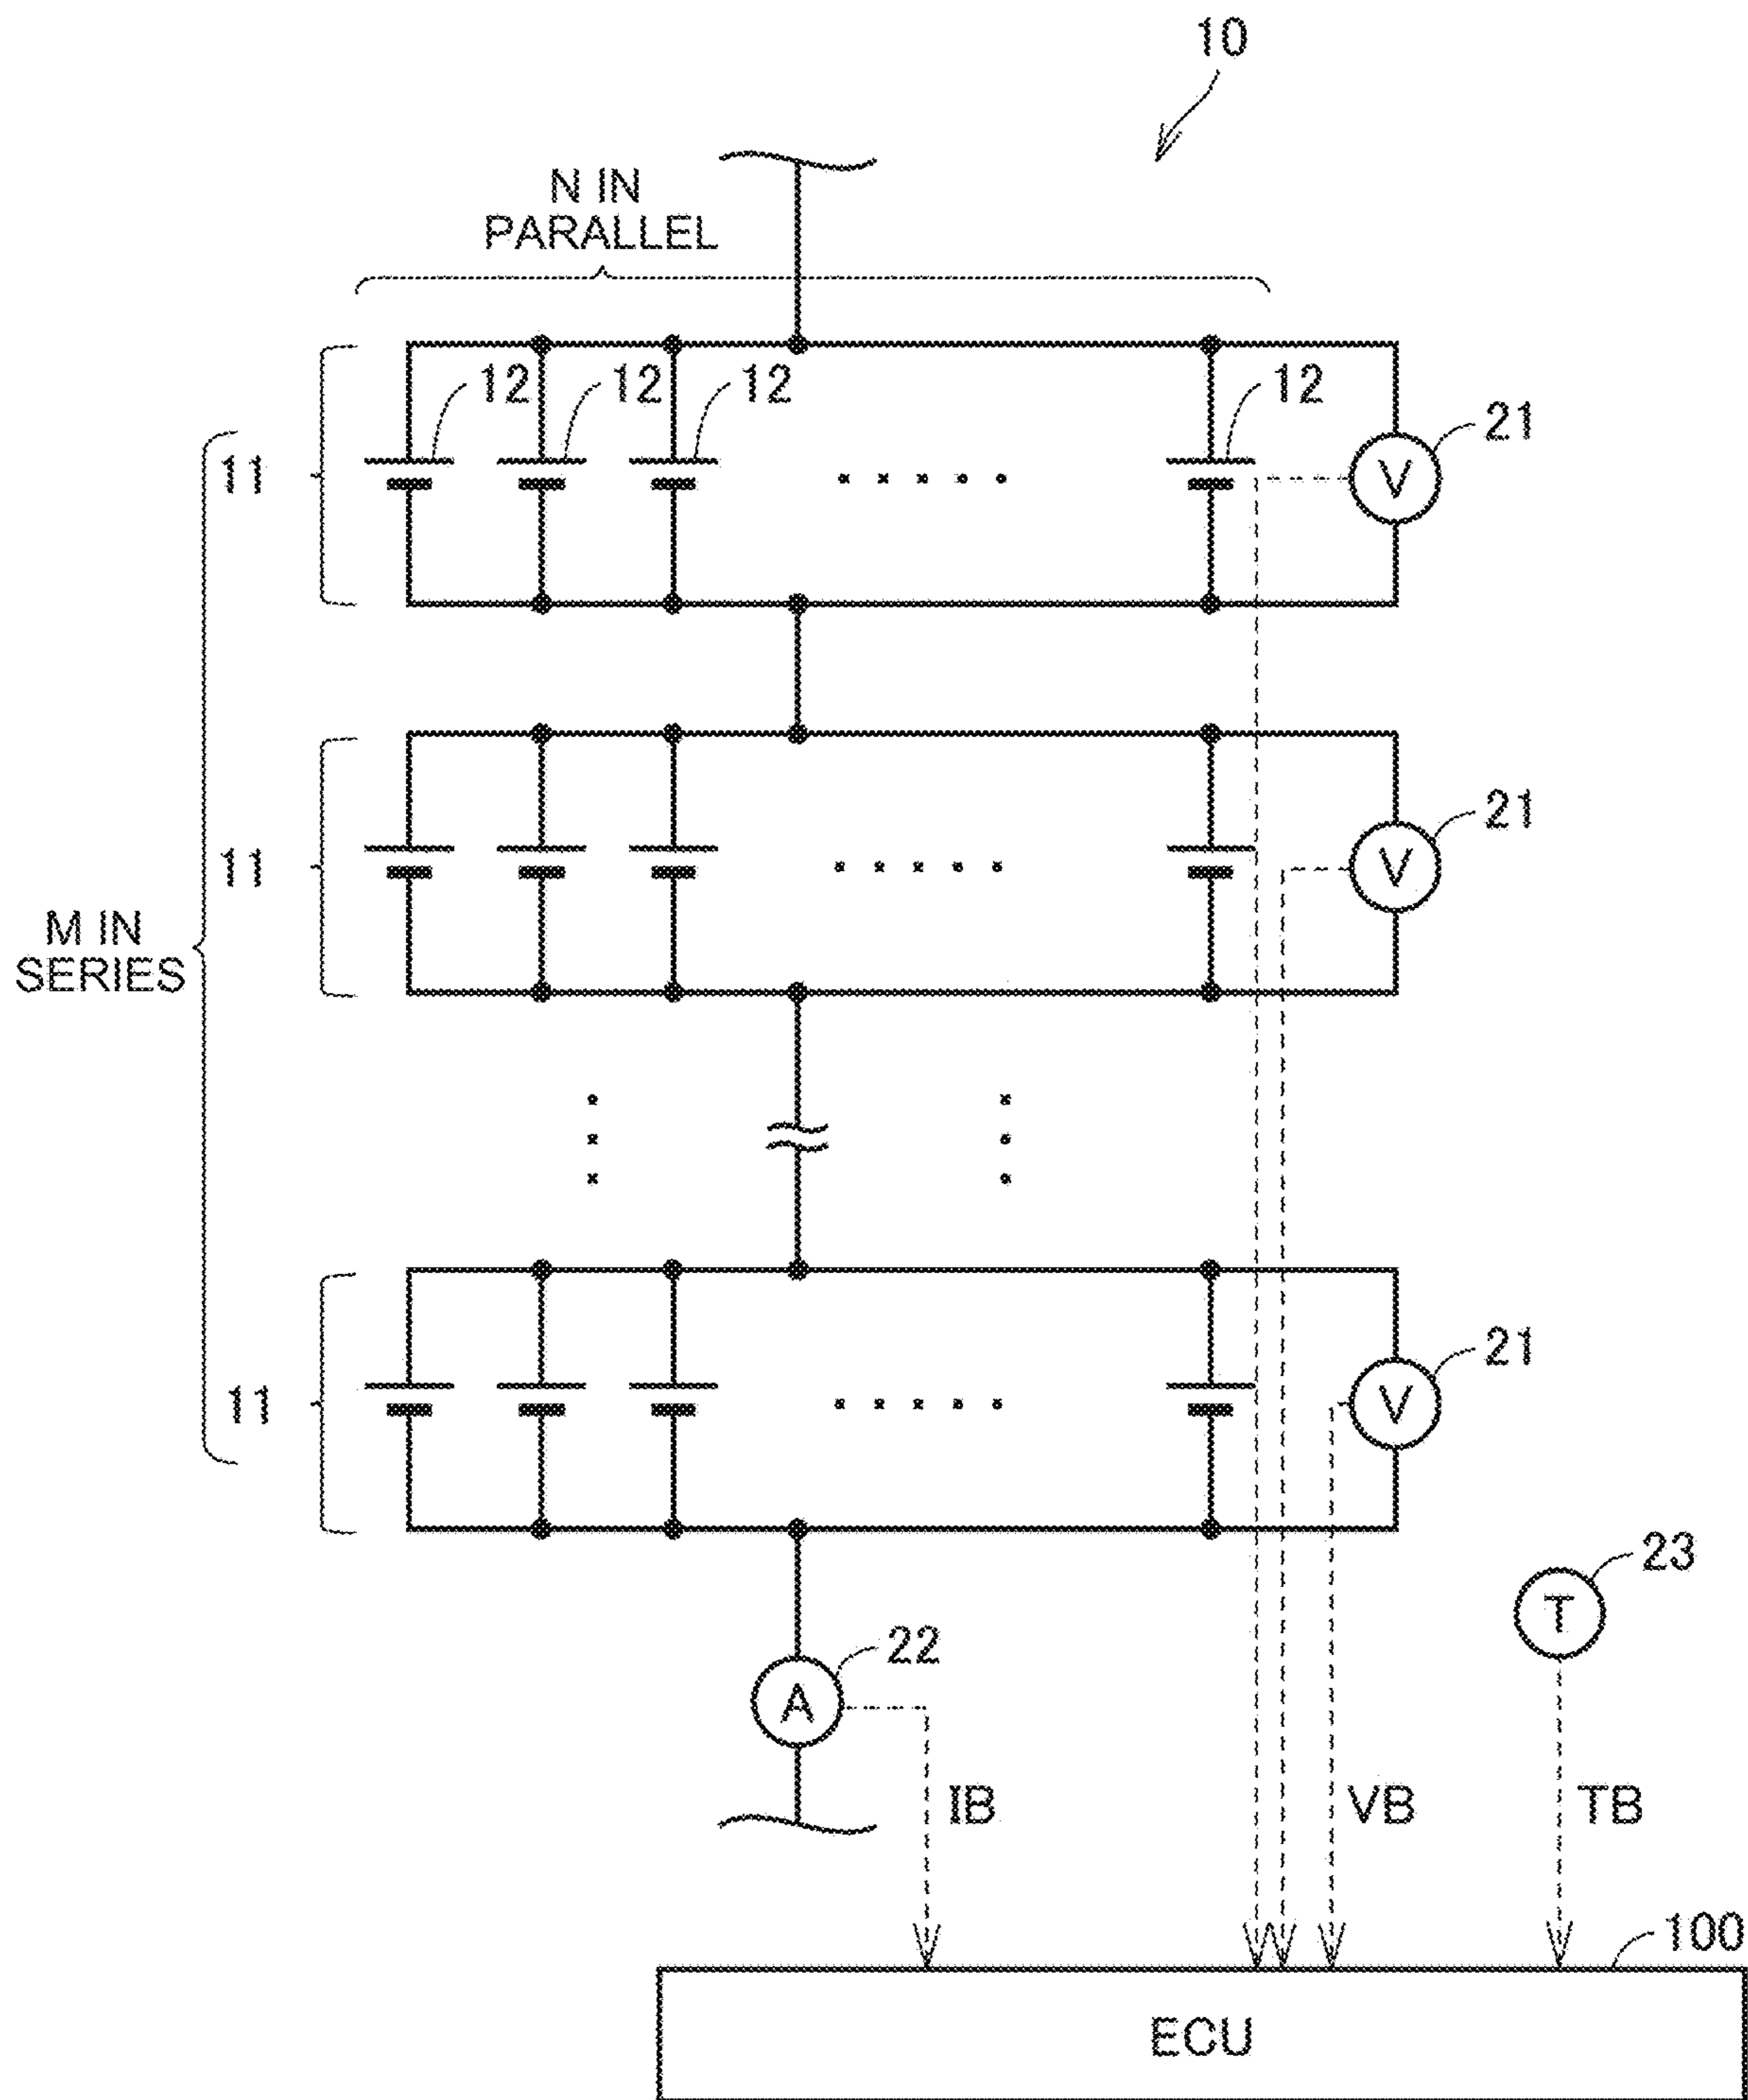 10
N IN
PARALLEL
12 12 12 12
21
11
V
21
11
V
M IN
SERIES
21
11
V
23
T
22
A
IB VB TB
100
ECU